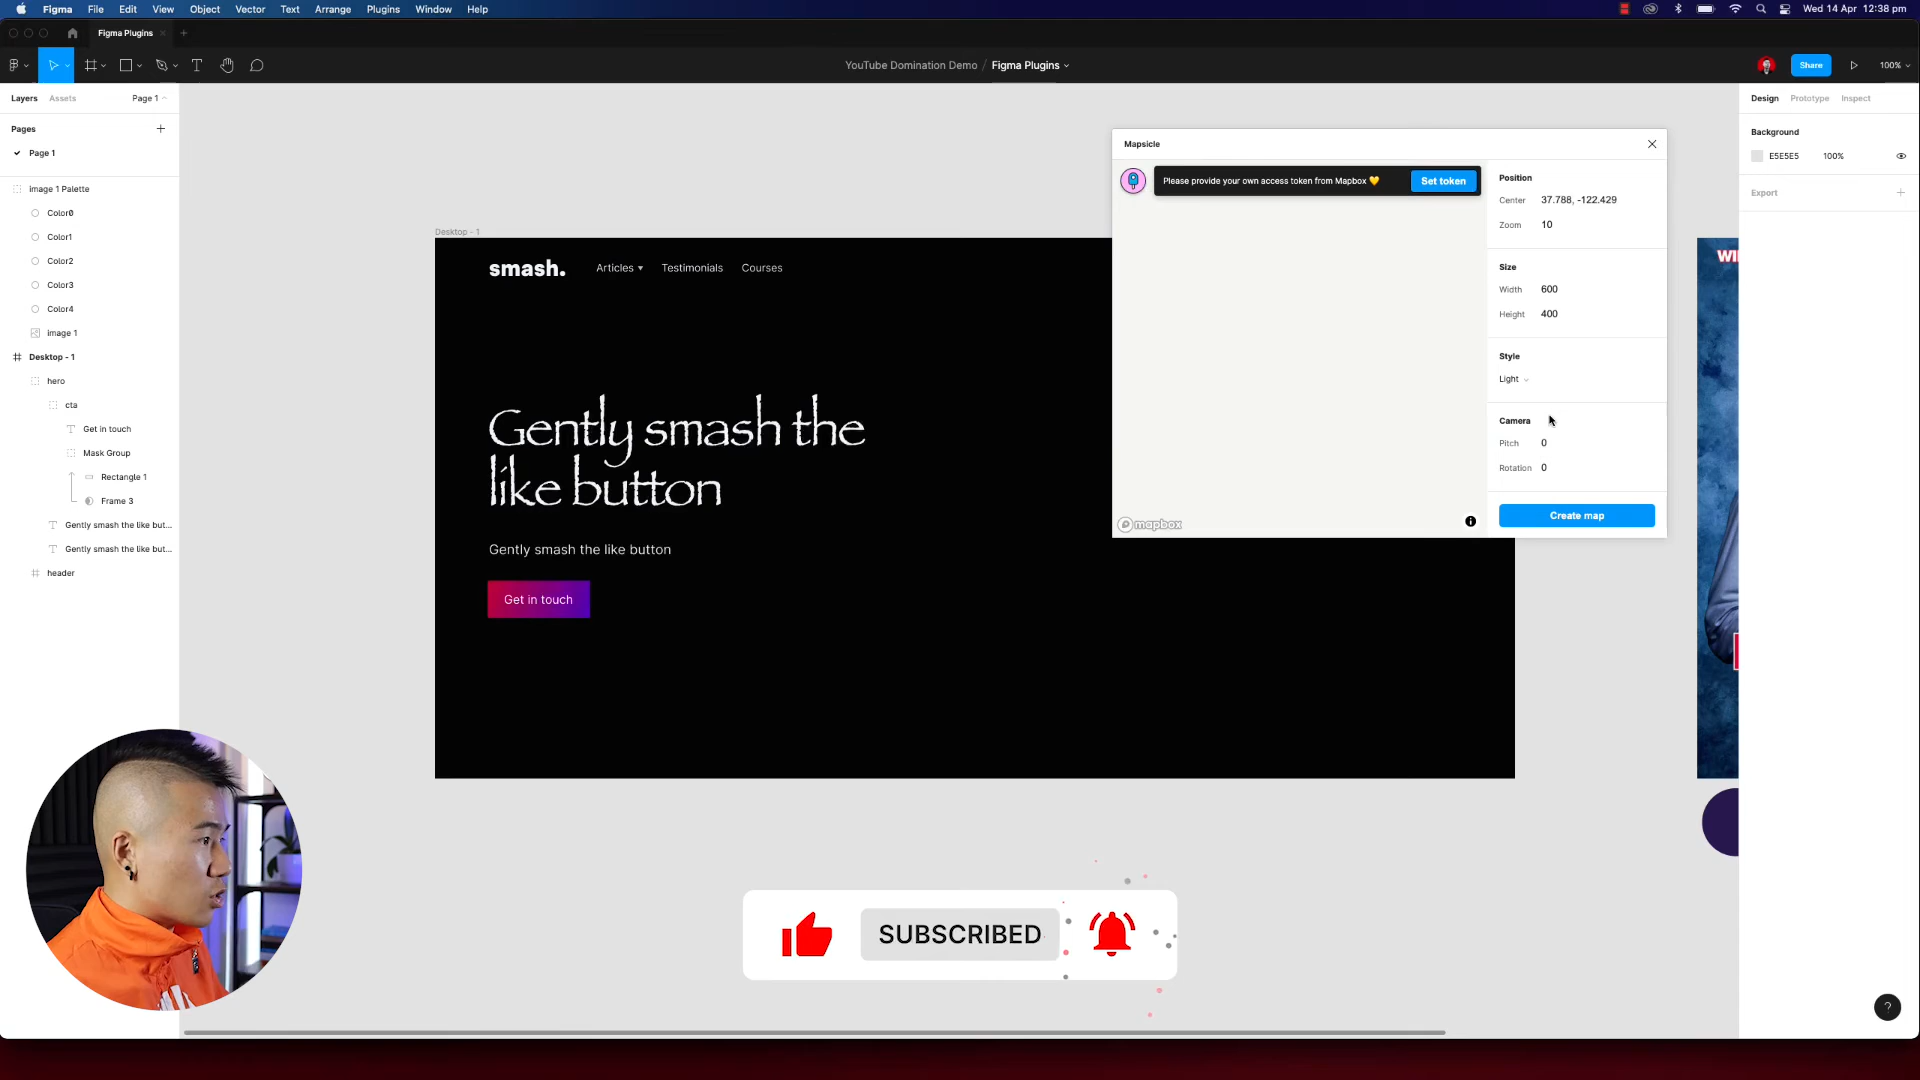 Figma File Edit View Object Vector Text Arrange Plugins Window Help
Wed 14 Apr 12:38 pm
Figma Plugins
YouTube Domination Demo / Figma Plugins
Share
100%
Layers Assets Page 1
Pages
Page 1
image 1 Palette
Color0
Color1
Color2
Color3
Color4
image 1
Desktop - 1
hero
cta
Get in touch
Mask Group
Rectangle 1
Frame 3
Gently smash the like but...
Gently smash the like but...
header
Desktop - 1
smash.
Articles Testimonials Courses
Gently smash the
like button
Gently smash the like button
Get in touch
Mapsicle
Please provide your own access token from Mapbox 💛
Set token
mapbox
Position
Center 37.788, -122.429
Zoom 10
Size
Width 600
Height 400
Style
Light
Camera
Pitch 0
Rotation 0
Create map
Design Prototype Inspect
Background
E5E5E5 100%
Export
SUBSCRIBED
?